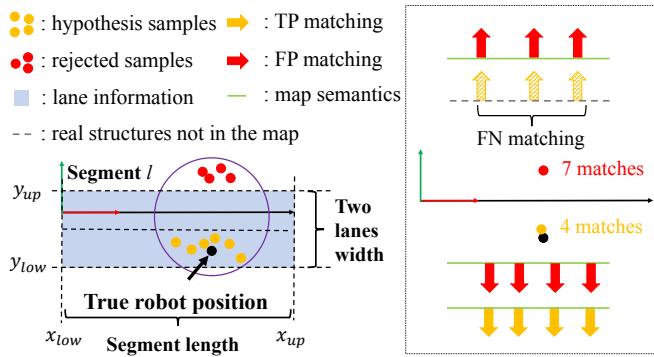 : hypothesis samples
: TP matching
: rejected samples
: FP matching
: lane information
: map semantics
: real structures not in the map
Segment l
y_up
y_low
Two
lanes
width
True robot position
x_low
Segment length
x_up
FN matching
7 matches
4 matches